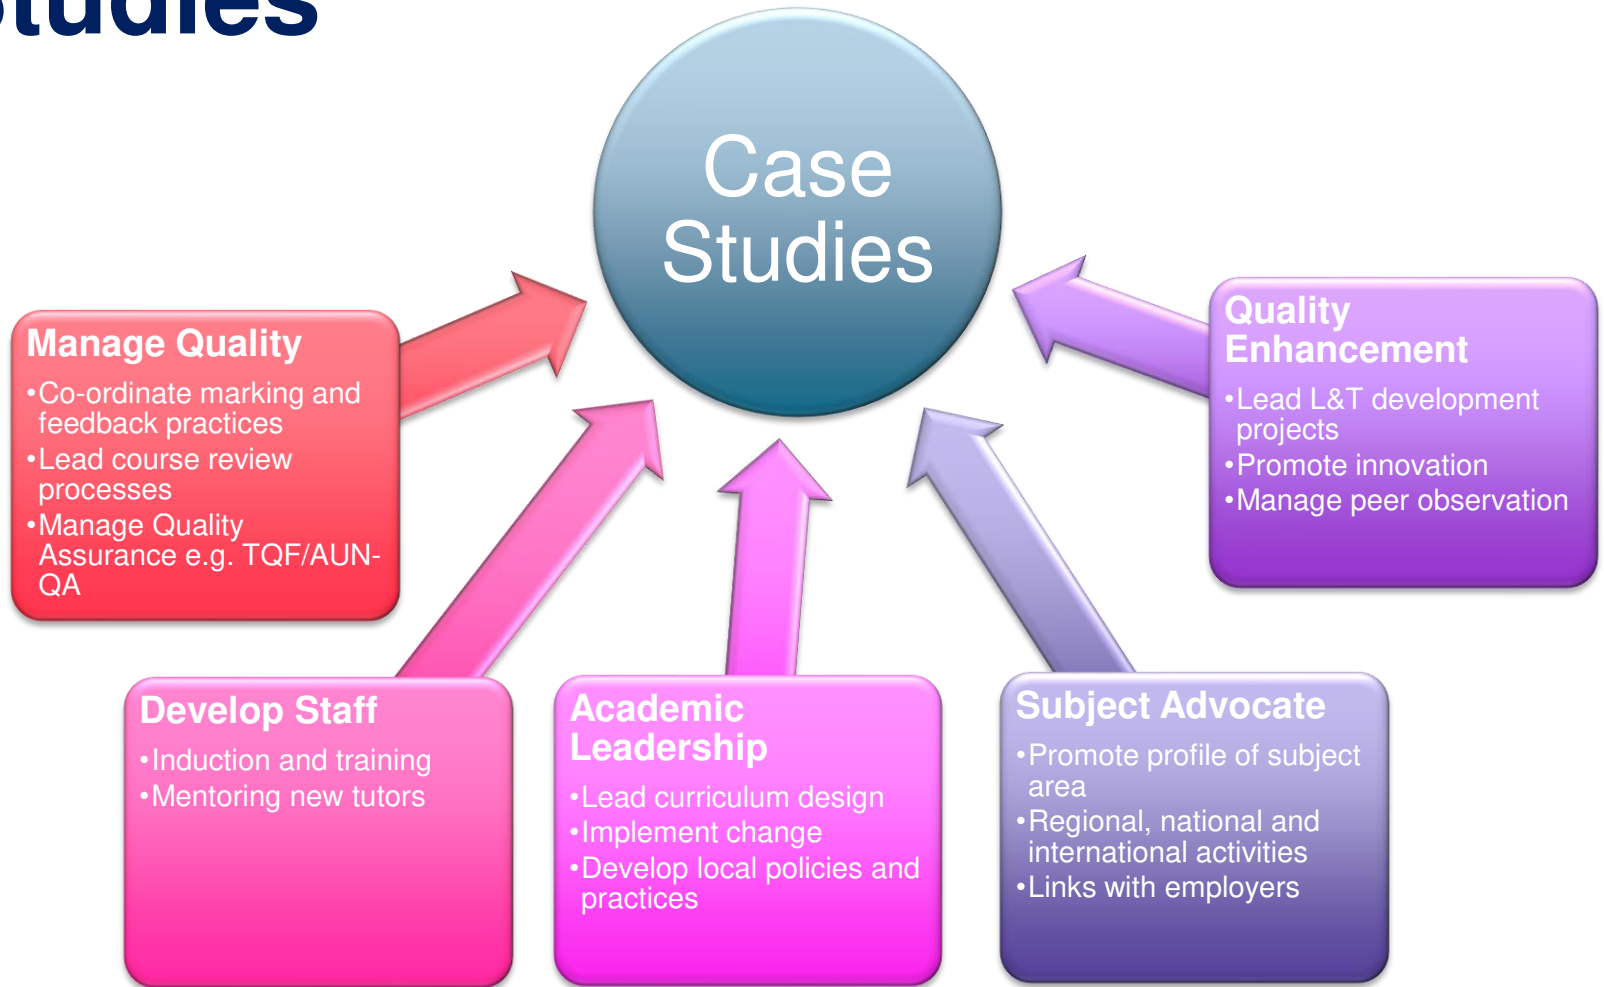 Case
Studies
Manage Quality
•Co-ordinate marking and
feedback practices
•Lead course review
processes
•Manage Quality
Assurance e.g. TQF/AUN-
QA
Develop Staff
•Induction and training
•Mentoring new tutors
Academic
Leadership
•Lead curriculum design
•Implement change
•Develop local policies and
practices
Subject Advocate
•Promote profile of subject
area
•Regional, national and
international activities
•Links with employers
Quality
Enhancement
•Lead L&T development
projects
•Promote innovation
•Manage peer observation